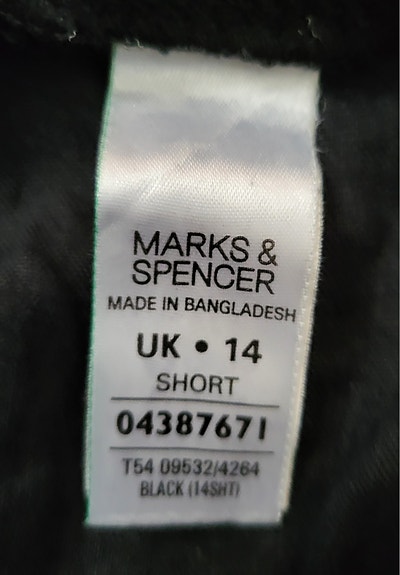 MARKS &
SPENCER
MADE IN BANGLADESH
UK • 14
SHORT
04387671
T54 09532/4264
BLACK (14SHT)